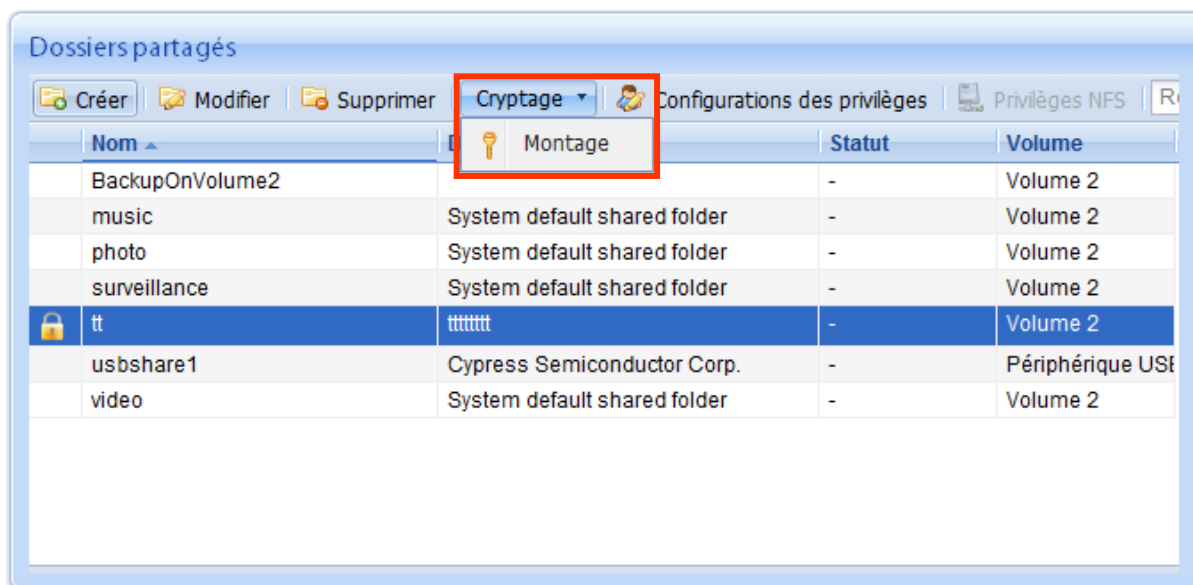 Dossiers partagés
Créer Modifier Supprimer Cryptage Configurations des privilèges Privilèges NFS
Montage
Nom Statut Volume
BackupOnVolume2 - Volume 2
music System default shared folder - Volume 2
photo System default shared folder - Volume 2
surveillance System default shared folder - Volume 2
tt tttttttt - Volume 2
usbshare1 Cypress Semiconductor Corp. - Périphérique USB
video System default shared folder - Volume 2